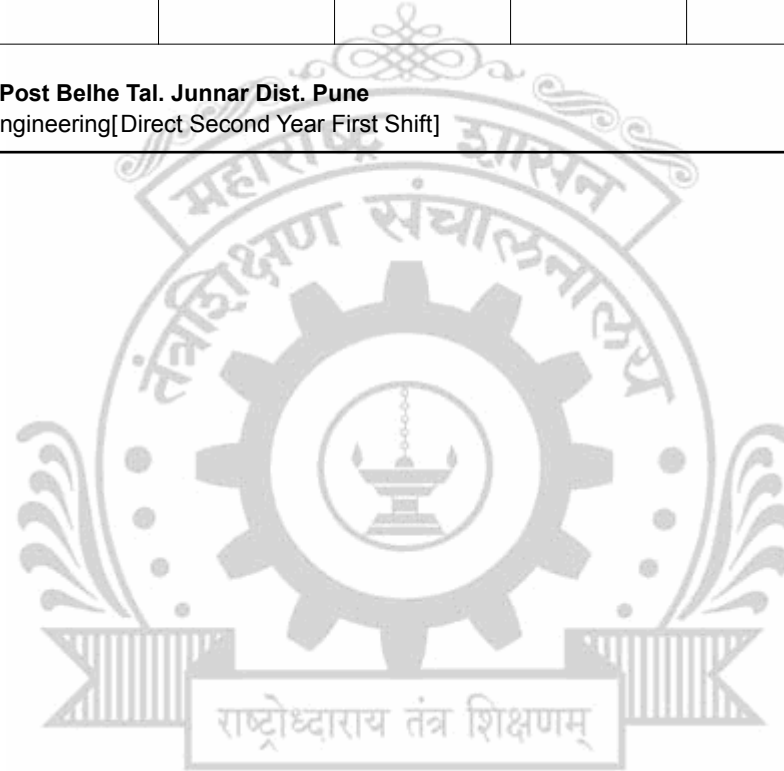 Post Belhe Tal. Junnar Dist. Pune
ngineering[Direct Second Year First Shift]
महाराष्ट्र शासन
तंत्रशिक्षण संचालनालय
राष्ट्रोध्दाराय तंत्र शिक्षणम्